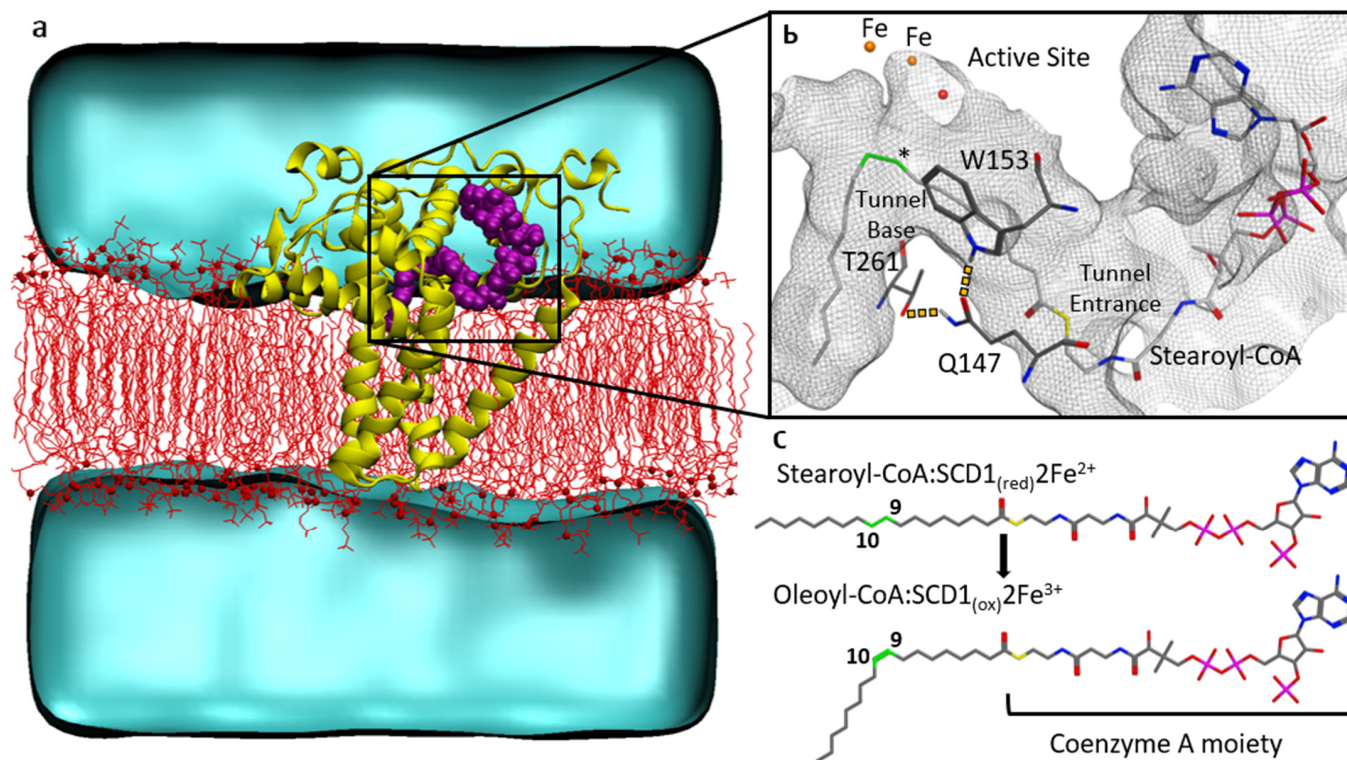 a
b
Fe
Fe
Active Site
*
W153
Tunnel
Base
T261
Tunnel
Entrance
Q147
Stearoyl-CoA
c
Stearoyl-CoA:SCD1(red)2Fe2+
9
10
Oleoyl-CoA:SCD1(ox)2Fe3+
9
10
Coenzyme A moiety